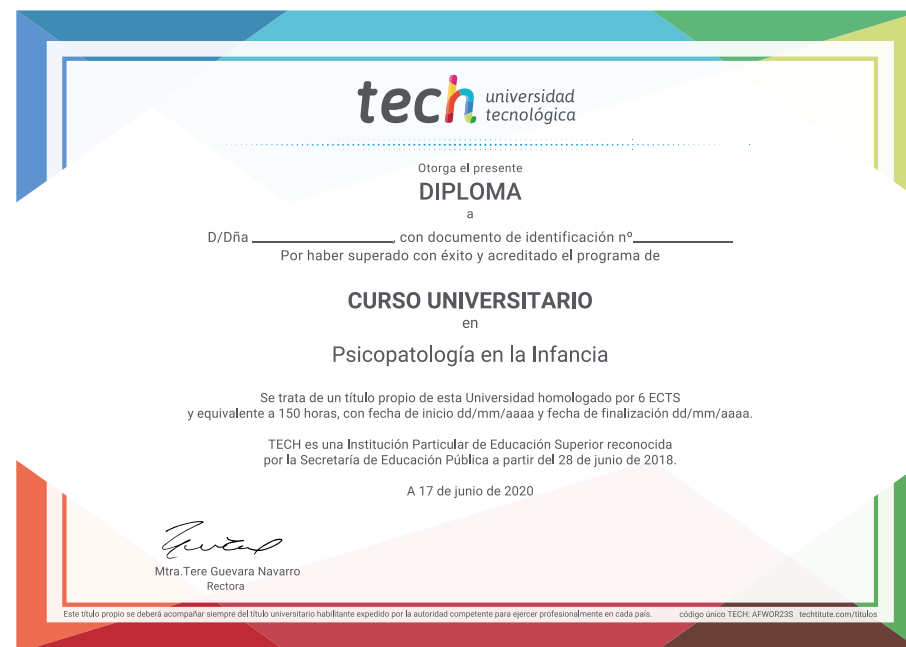 tech universidad
tecnológica
Otorga el presente
DIPLOMA
a
D/Dña ____________________, con documento de identificación nº______________
Por haber superado con éxito y acreditado el programa de
CURSO UNIVERSITARIO
en
Psicopatología en la Infancia
Se trata de un título propio de esta Universidad homologado por 6 ECTS
y equivalente a 150 horas, con fecha de inicio dd/mm/aaaa y fecha de finalización dd/mm/aaaa.
TECH es una Institución Particular de Educación Superior reconocida
por la Secretaría de Educación Pública a partir del 28 de junio de 2018.
A 17 de junio de 2020
Mtra.Tere Guevara Navarro
Rectora
Este título propio se deberá acompañar siempre del título universitario habilitante expedido por la autoridad competente para ejercer profesionalmente en cada país. código único TECH: AFWOR23S techtitute.com/titulos